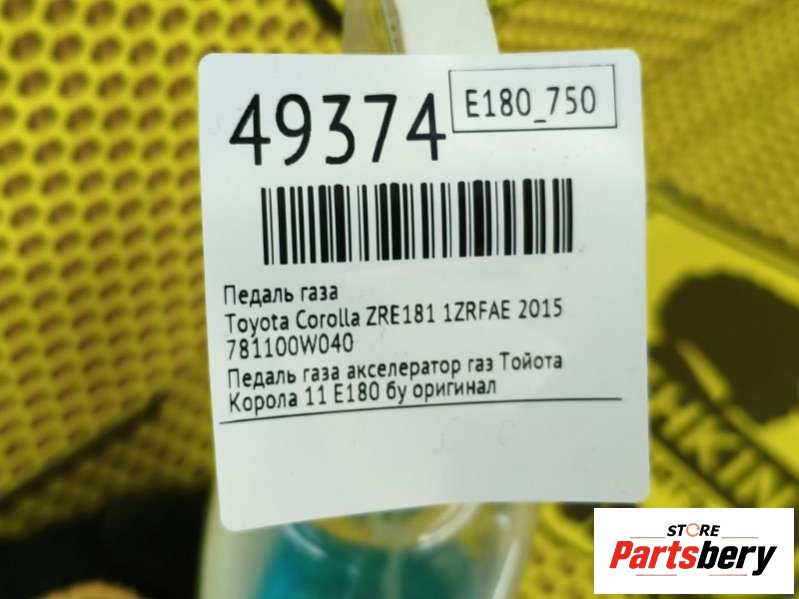 49374
E180_750
Педаль газа
Toyota Corolla ZRE181 1ZRFAE 2015
781100W040
Педаль газа акселератор газ Тойота
Корола 11 Е180 бу оригинал
STORE
Partsbery